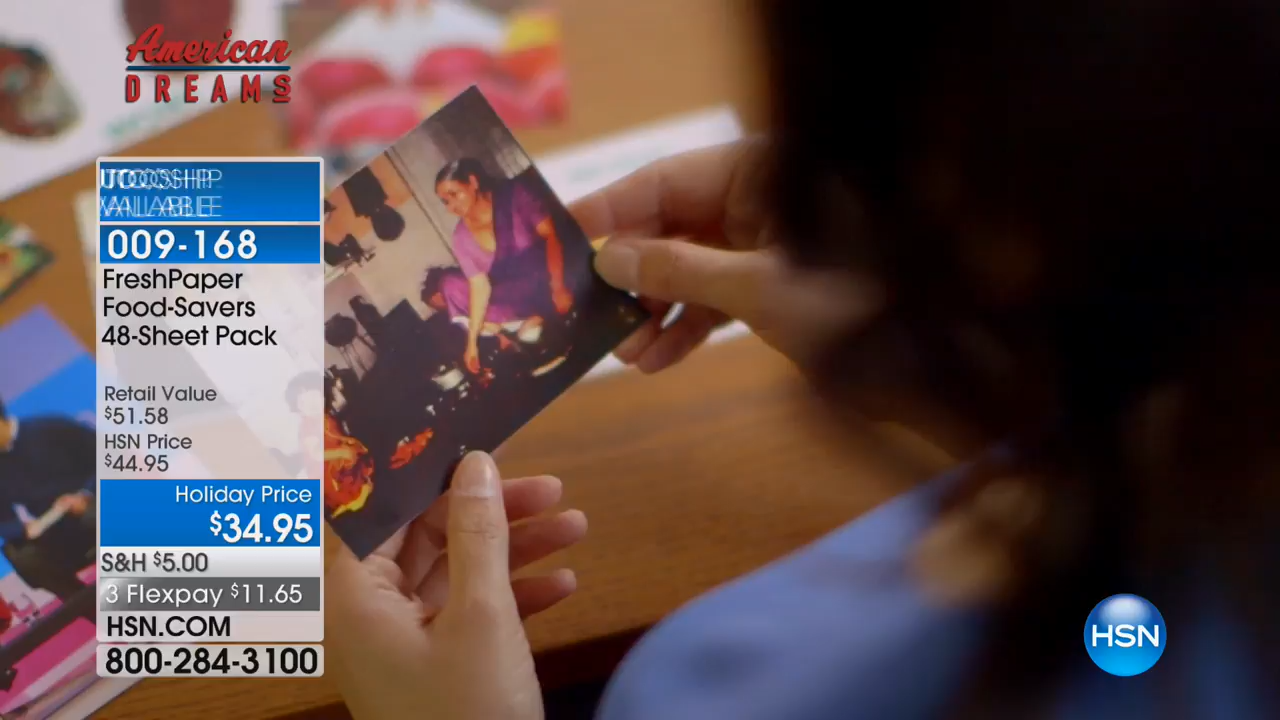 American
DREAMS
009-168
FreshPaper
Food-Savers
48-Sheet Pack
Retail Value
$51.58
HSN Price
$44.95
Holiday Price
$34.95
S&H $5.00
3 Flexpay $11.65
HSN.COM
800-284-3100
HSN